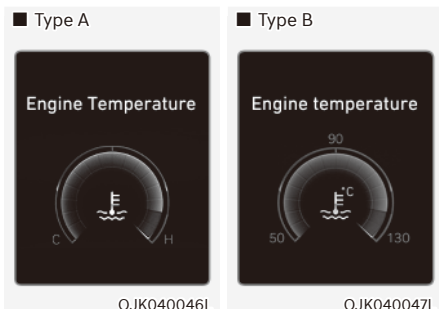 ■ Type A
Engine Temperature
C
H
OJK040046L
■ Type B
Engine temperature
90
°C
50
130
OJK040047L